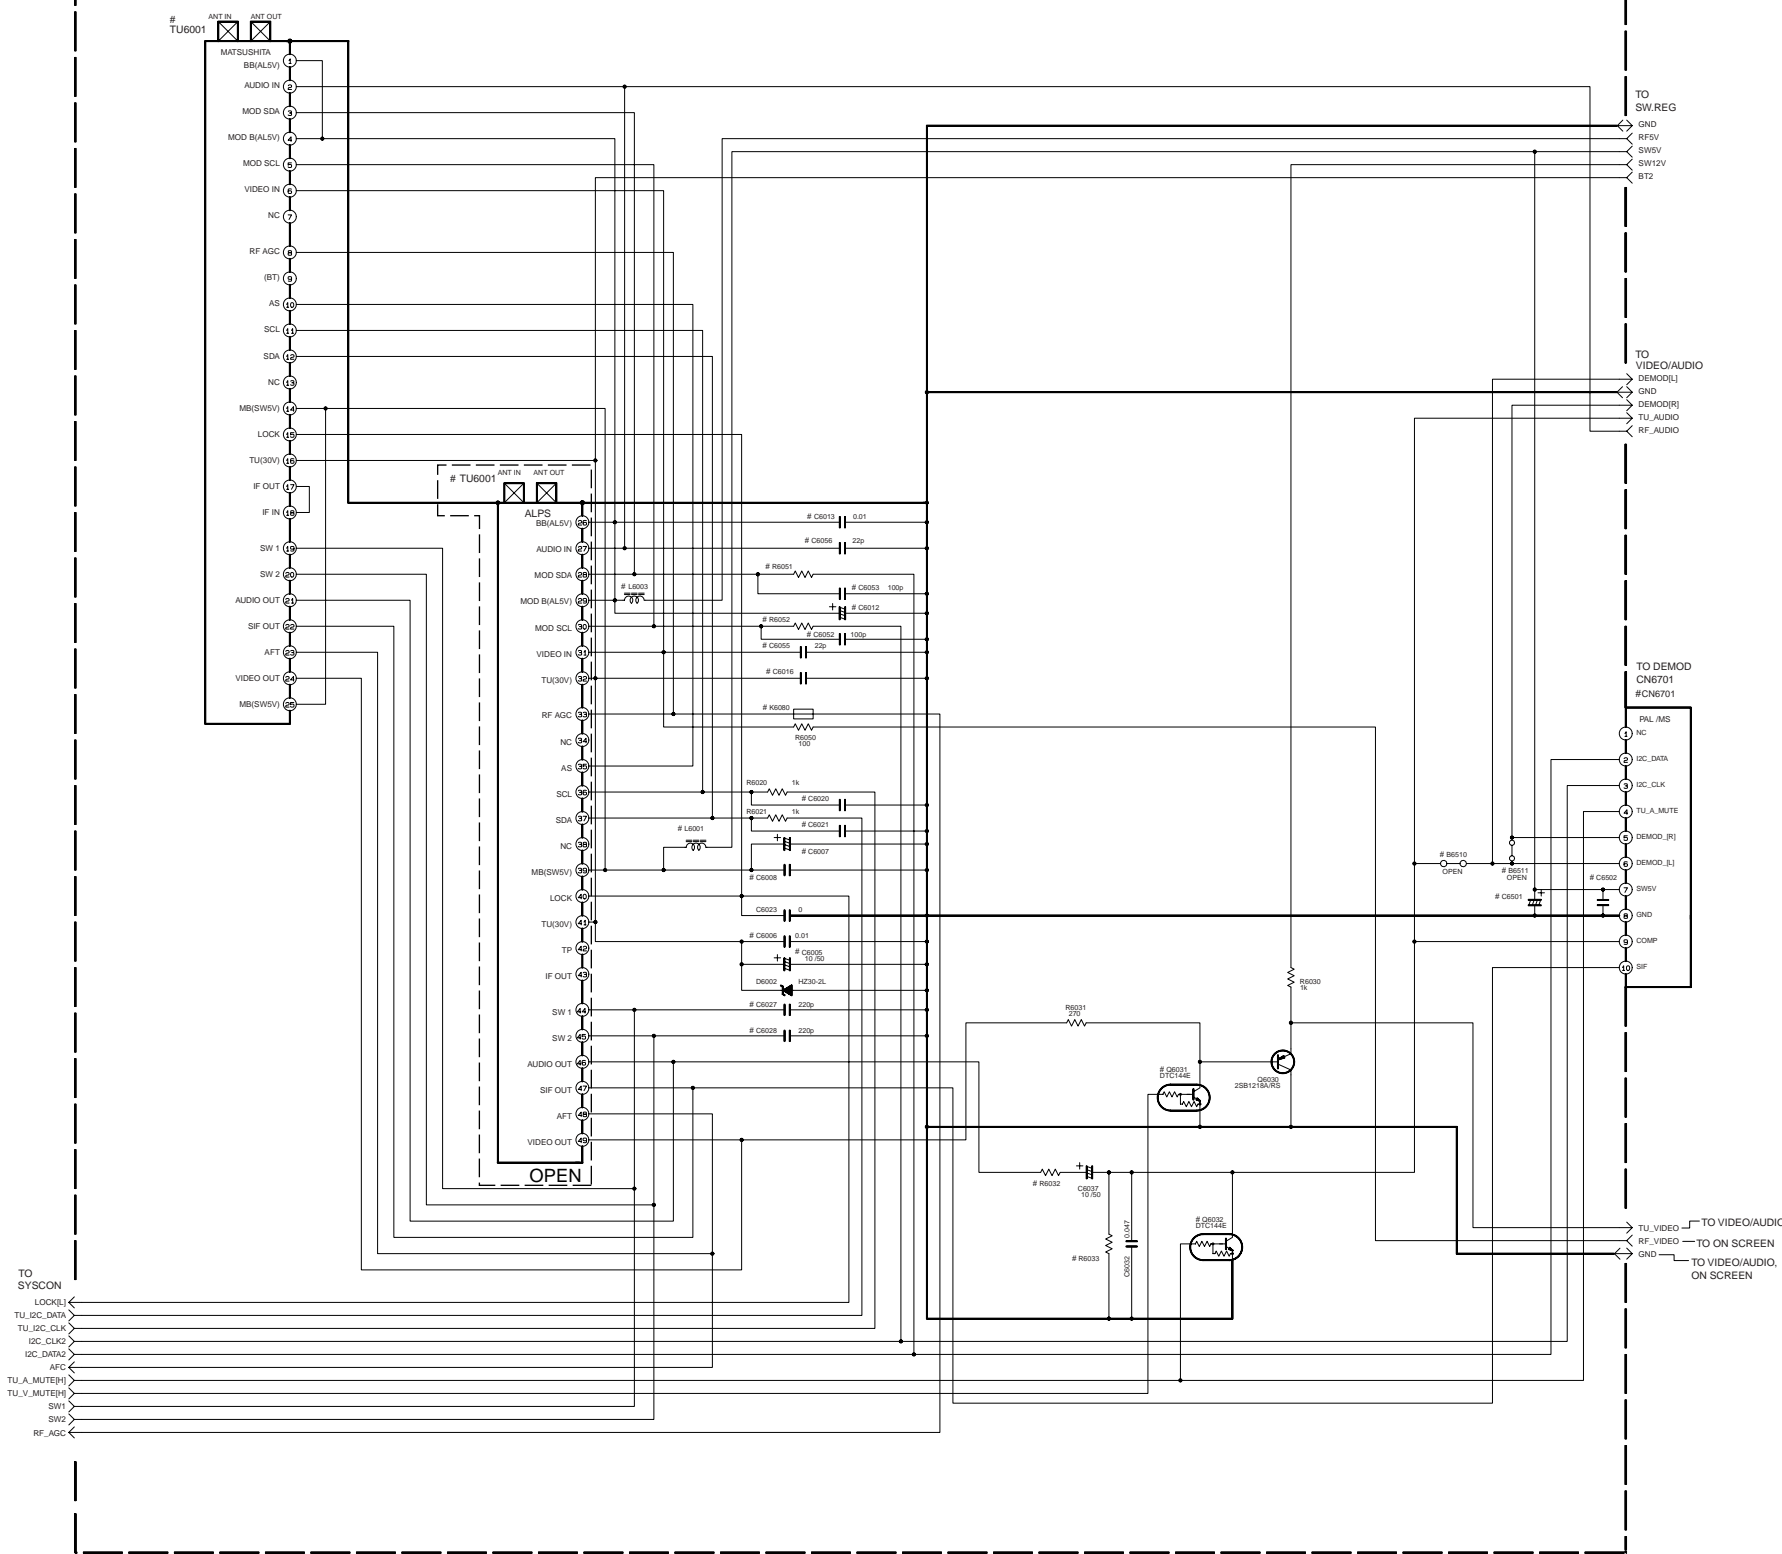 #
TU6001
ANT IN
ANT OUT
MATSUSHITA
BB(AL5V) 1
AUDIO IN 2
MOD SDA 3
MOD B(AL5V) 4
MOD SCL 5
VIDEO IN 6
NC 7
RF AGC 8
(BT) 9
AS 10
SCL 11
SDA 12
NC 13
MB(SW5V) 14
LOCK 15
TU(30V) 16
IF OUT 17
IF IN 18
SW 1 19
SW 2 20
AUDIO OUT 21
SIF OUT 22
AFT 23
VIDEO OUT 24
MB(SW5V) 25
# TU6001
ANT IN
ANT OUT
ALPS
BB(AL5V) 26
AUDIO IN 27
MOD SDA 28
MOD B(AL5V) 29
MOD SCL 30
VIDEO IN 31
TU(30V) 32
RF AGC 33
NC 34
AS 35
SCL 36
SDA 37
NC 38
MB(SW5V) 39
LOCK 40
TU(30V) 41
TP 42
IF OUT 43
SW 1 44
SW 2 45
AUDIO OUT 46
SIF OUT 47
AFT 48
VIDEO OUT 49
OPEN
# C6013 0.01
# C6056 22p
# R6051
# L6003
# C6053 100p
+ # C6012
# R6052
# C6052 100p
# C6055 22p
# C6016
# K6080
R6050
100
R6020 1k
# C6020
R6021 1k
# C6021
# L6001
+
# C6007
# C6008
C6023 0
# C6006 0.01
+ # C6005
10 /50
D6002 HZ30-2L
# C6027 220p
# C6028 220p
R6031
270
R6030
1k
# Q6031
DTC144E
Q6030
2SB1218A/RS
# R6032
+
C6037
10 /50
# R6033
C6032 0.047
# Q6032
DTC144E
TO
SW.REG
GND
RF5V
SW5V
SW12V
BT2
TO
VIDEO/AUDIO
DEMOD[L]
GND
DEMOD[R]
TU_AUDIO
RF_AUDIO
TO DEMOD
CN6701
#CN6701
PAL /MS
1 NC
2 I2C_DATA
3 I2C_CLK
4 TU_A_MUTE
5 DEMOD_[R]
6 DEMOD_[L]
7 SW5V
8 GND
9 COMP
10 SIF
# B6510
OPEN
# B6511
OPEN
# C6501 +
# C6502
TU_VIDEO TO VIDEO/AUDIO
RF_VIDEO TO ON SCREEN
GND TO VIDEO/AUDIO,
ON SCREEN
TO
SYSCON
LOCK[L]
TU_I2C_DATA
TU_I2C_CLK
I2C_CLK2
I2C_DATA2
AFC
TU_A_MUTE[H]
TU_V_MUTE[H]
SW1
SW2
RF_AGC